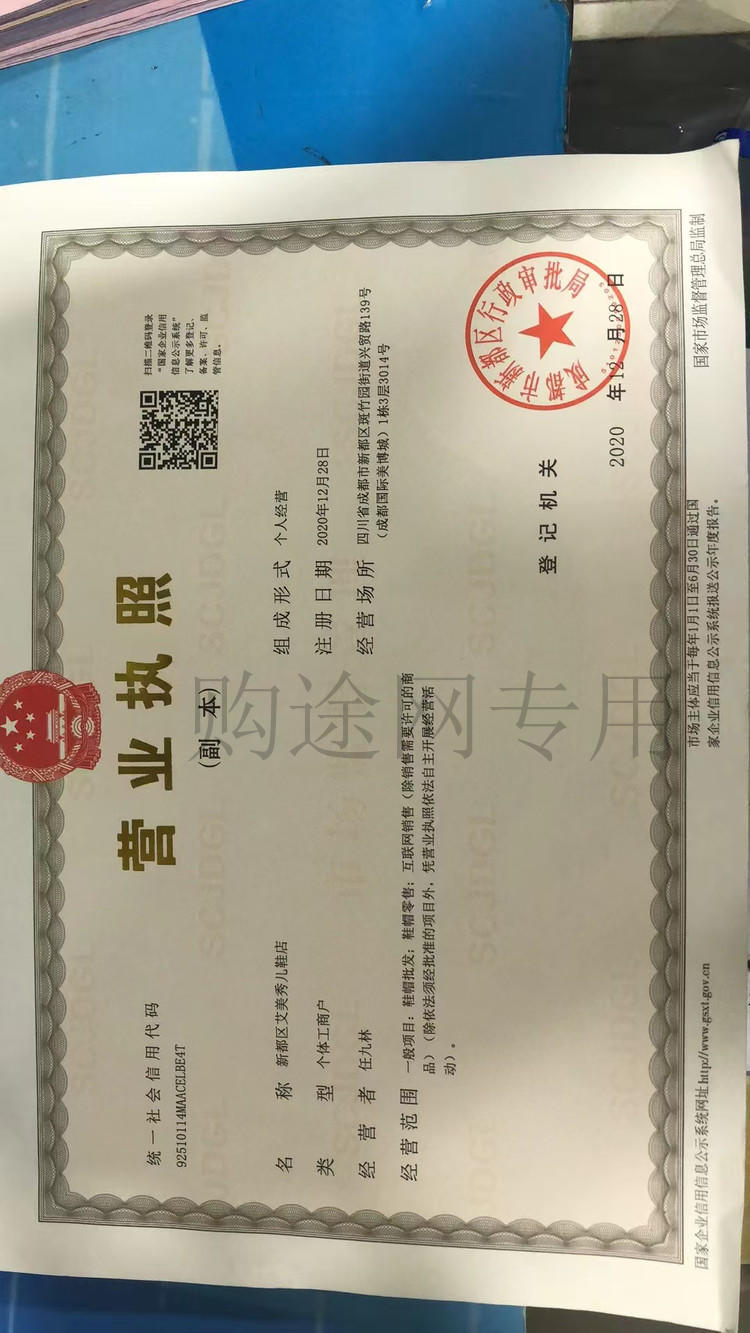 营业执照
(副 本)
扫描二维码登录
“国家企业信用
信息公示系统”
了解更多登记、
备案、许可、监
管信息。
统一社会信用代码
92510114MAACELBE4T
名 称 新都区艾美秀儿鞋店
类 型 个体工商户
经 营 者 任九林
经营范围 一般项目：鞋帽批发；鞋帽零售；互联网销售（除销售需要许可的商
品）（除依法须经批准的项目外，凭营业执照依法自主开展经营活
动）。
组成形式 个人经营
注册日期 2020年12月28日
经营场所 四川省成都市新都区斑竹园街道兴贸路139号
（成都国际美博城）1栋3层3014号
登记机关
成都市新都区行政审批局
2020 年12 月28 日
购途网专用
国家企业信用信息公示系统网址http://www.gsxt.gov.cn
市场主体应当于每年1月1日至6月30日通过国
家企业信用信息公示系统报送公示年度报告。
国家市场监督管理总局监制